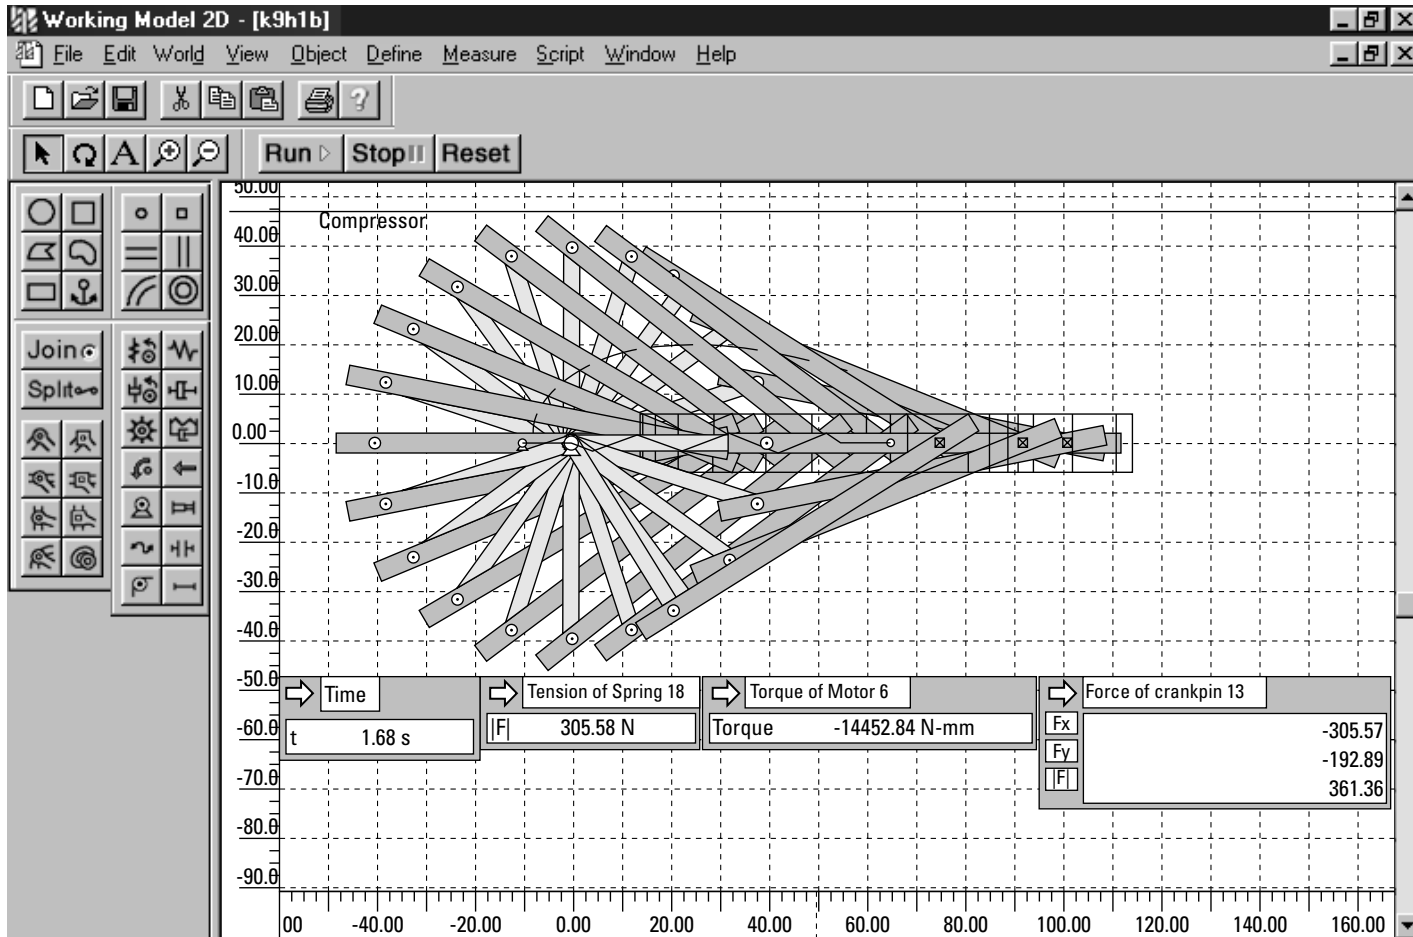 Working Model 2D - [k9h1b]
File Edit World View Object Define Measure Script Window Help
?
A
Run Stop Reset
Join
Split
Compressor
50.00
40.00
30.00
20.00
10.00
0.00
-10.0
-20.0
-30.0
-40.0
-50.0
-60.0
-70.0
-80.0
-90.0
Time
t 1.68 s
Tension of Spring 18
|F| 305.58 N
Torque of Motor 6
Torque -14452.84 N-mm
Force of crankpin 13
Fx -305.57
Fy -192.89
|F| 361.36
00 -40.00 -20.00 0.00 20.00 40.00 60.00 80.00 100.00 120.00 140.00 160.00